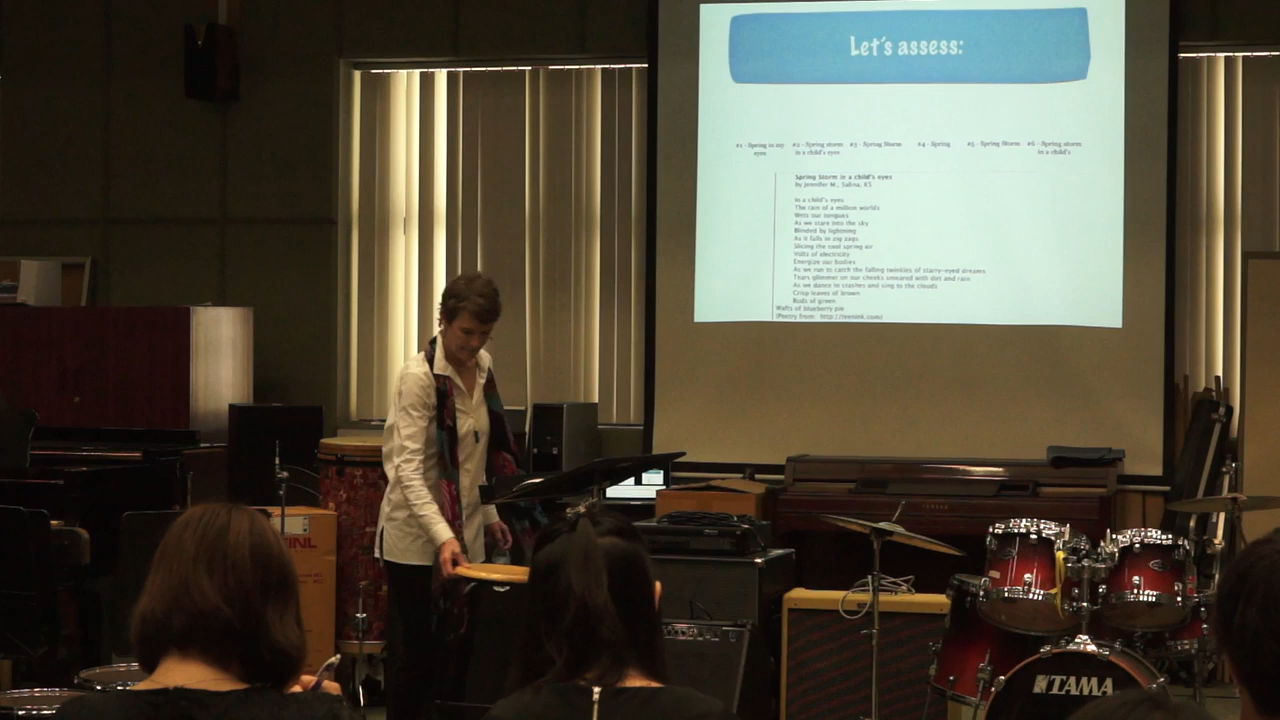 Let's assess:
#1 - Spring in my eyes
#2 - Spring storm in a child's eyes
#3 - Spring Storm
#4 - Spring
#5 - Spring Storm
#6 - Spring storm in a child's
Spring Storm in a child's eyes
by Jennifer M., Salina, KS
In a child's eyes
The rain of a million worlds
Wets our tongues
As we stare into the sky
Blinded by lightning
As it falls in zig zags
Slicing the cool spring air
Volts of electricity
Energize our bodies
As we run to catch the falling twinkles of starry-eyed dreams
Tears glimmer on our cheeks smeared with dirt and rain
As we dance to crashes and sing to the clouds
Crisp leaves of brown
Buds of green
Wafts of blueberry pie
(Poetry from: http://teenink.com)
YAMAHA
INL
TAMA